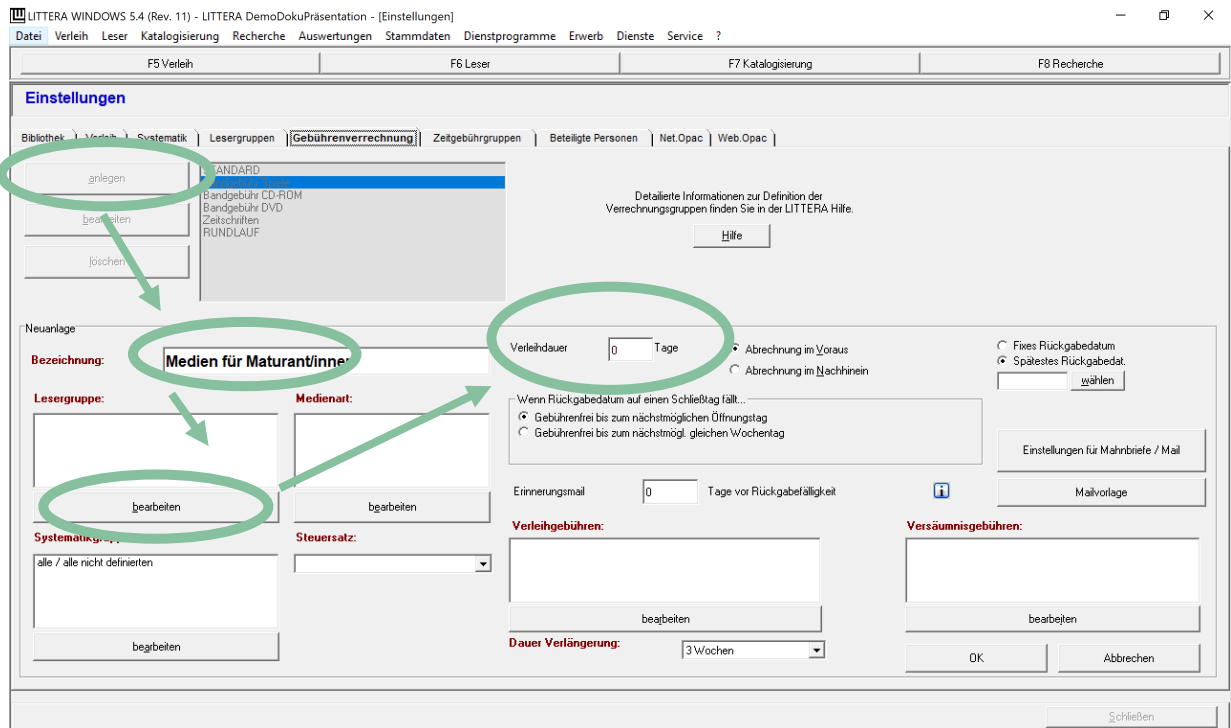 LITTERA WINDOWS 5.4 (Rev. 11) - LITTERA DemoDokuPräsentation - [Einstellungen]
Datei Verleih Leser Katalogisierung Recherche Auswertungen Stammdaten Dienstprogramme Erwerb Dienste Service ?
F5 Verleih F6 Leser F7 Katalogisierung F8 Recherche
Einstellungen
Bibliothek Verleih Systematik Lesergruppen Gebührenverrechnung Zeitgebührgruppen Beteiligte Personen Net.Opac Web.Opac
anlegen
bearbeiten
löschen
STANDARD
Bandgebühr CD-ROM
Bandgebühr DVD
Zeitschriften
RUNDLAUF
Detailierte Informationen zur Definition der
Verrechnungsgruppen finden Sie in der LITTERA Hilfe.
Hilfe
Neuanlage
Bezeichnung: Medien für Maturant/innen
Verleihdauer 0 Tage
Abrechnung im Voraus
Abrechnung im Nachhinein
Fixes Rückgabedatum
Spätestes Rückgabedat.
wählen
Lesergruppe: Medienart:
bearbeiten bearbeiten
Wenn Rückgabedatum auf einen Schließtag fällt...
Gebührenfrei bis zum nächstmöglichen Öffnungstag
Gebührenfrei bis zum nächstmögl. gleichen Wochentag
Einstellungen für Mahnbriefe / Mail
Erinnerungsmail 0 Tage vor Rückgabefälligkeit
Mailvorlage
Steuersatz:
alle / alle nicht definierten
bearbeiten
Verleihgebühren: Versäumnisgebühren:
bearbeiten bearbeiten
Dauer Verlängerung: 3 Wochen
OK Abbrechen
Schließen